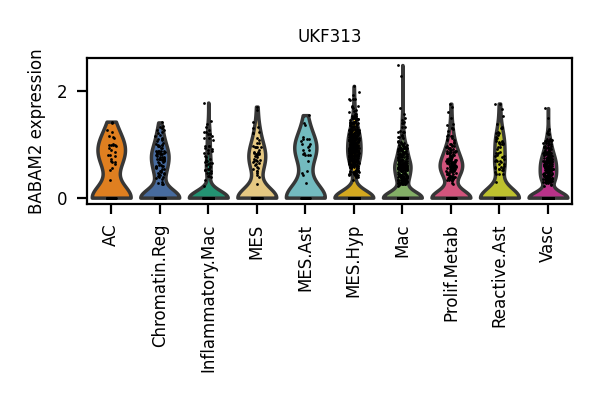 UKF313
BABAM2 expression
2
0
AC
Chromatin.Reg
Inflammatory.Mac
MES
MES.Ast
MES.Hyp
Mac
Prolif.Metab
Reactive.Ast
Vasc